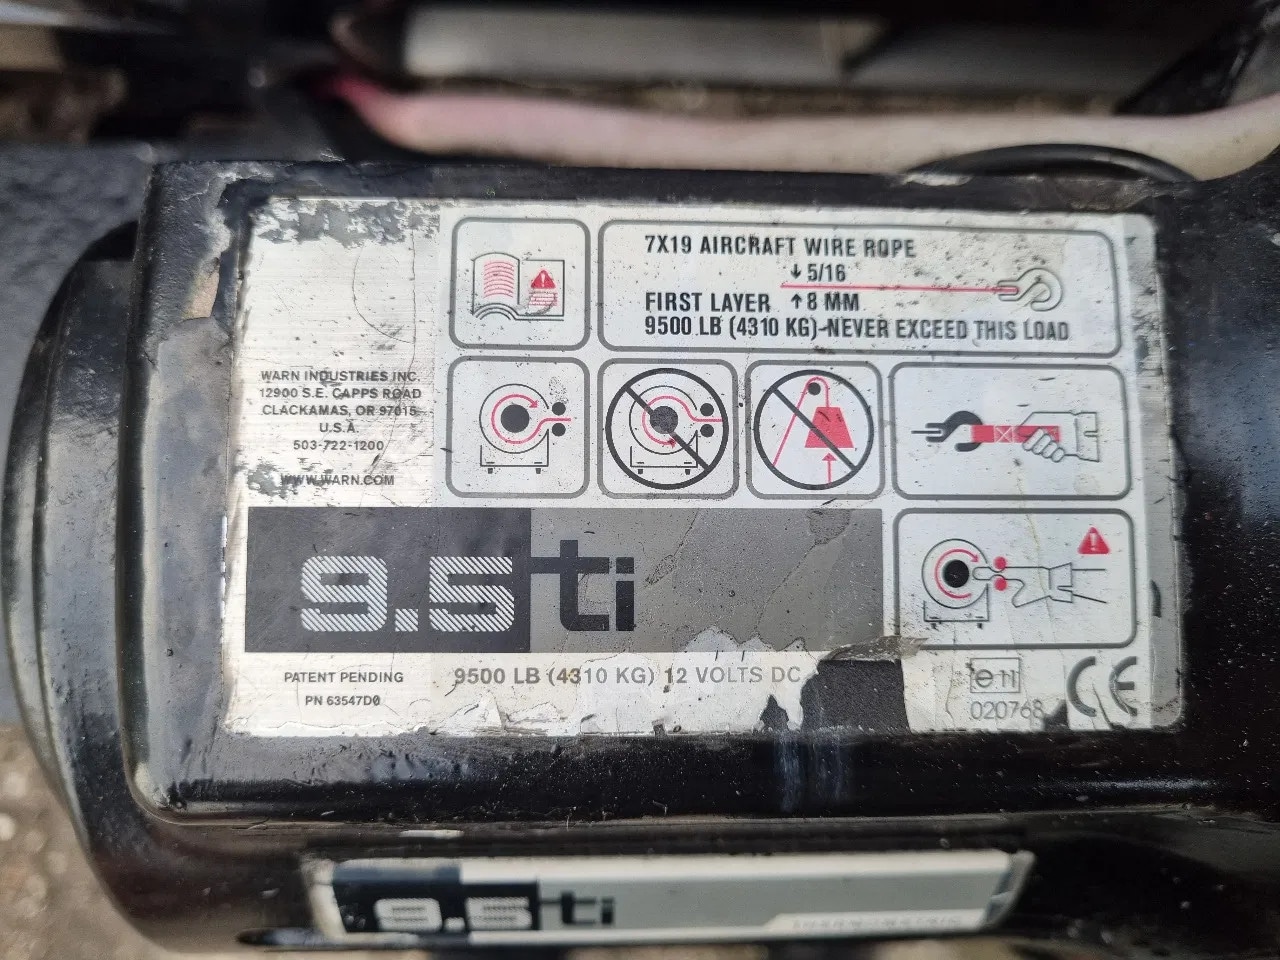 7X19 AIRCRAFT WIRE ROPE
5/16
FIRST LAYER 8 MM
9500 LB (4310 KG)-NEVER EXCEED THIS LOAD
WARN INDUSTRIES INC.
12900 S.E. CAPPS ROAD
CLACKAMAS, OR 97015
U.S.A.
503-722-1200
WWW.WARN.COM
9.5ti
PATENT PENDING
PN 63547D0
9500 LB (4310 KG) 12 VOLTS DC
e11
020768
CE
9.5ti